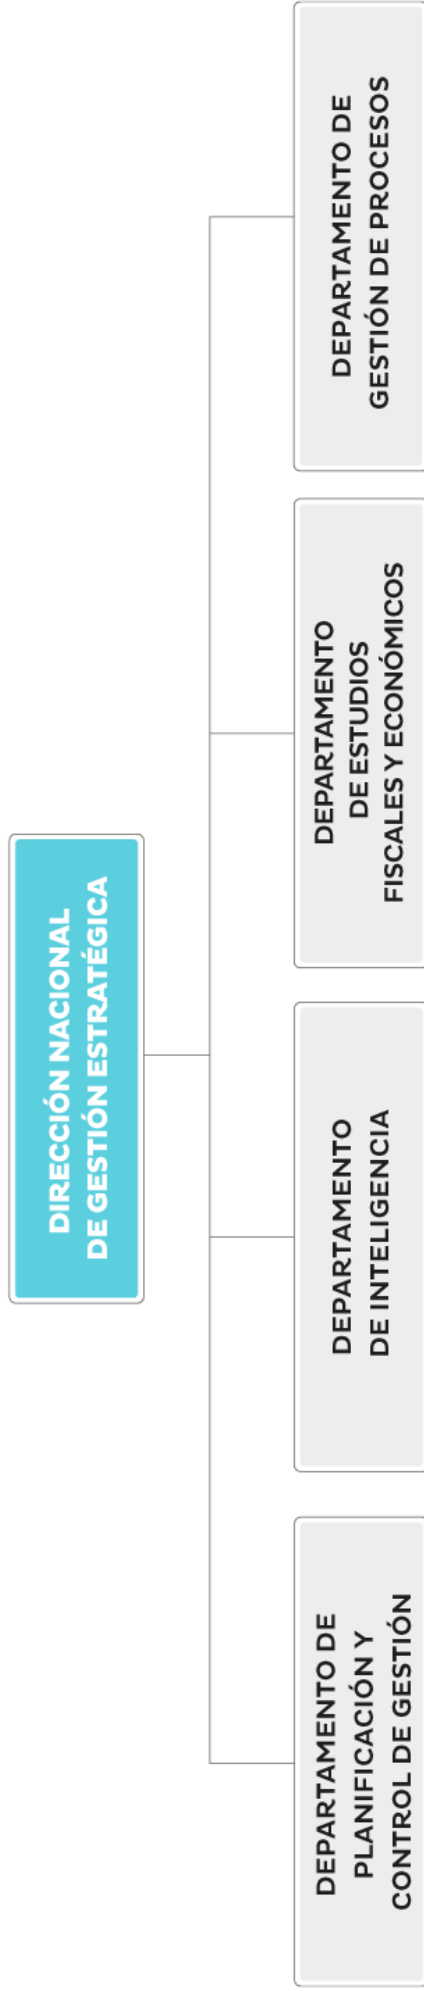 DIRECCIÓN NACIONAL
DE GESTIÓN ESTRATÉGICA
DEPARTAMENTO DE
PLANIFICACIÓN Y
CONTROL DE GESTIÓN
DEPARTAMENTO
DE INTELIGENCIA
DEPARTAMENTO
DE ESTUDIOS
FISCALES Y ECONÓMICOS
DEPARTAMENTO DE
GESTIÓN DE PROCESOS